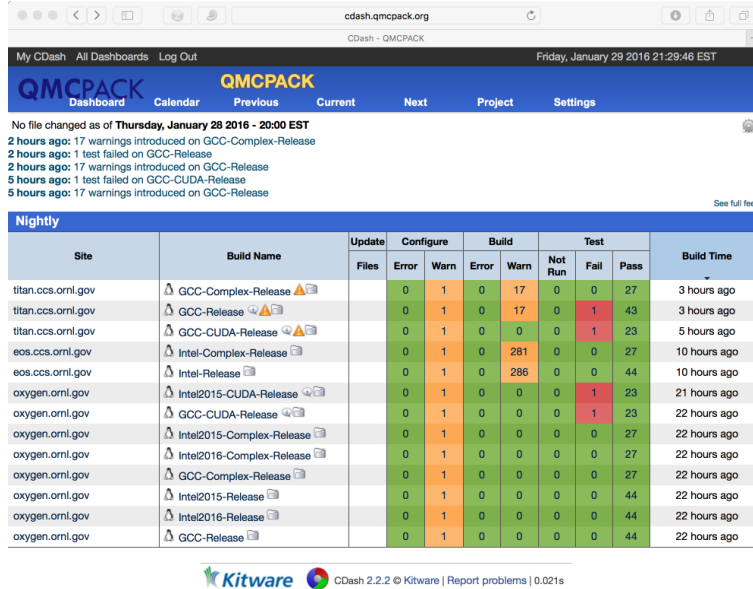 cdash.qmcpack.org
CDash - QMCPACK
My CDash All Dashboards Log Out Friday, January 29 2016 21:29:46 EST
QMCPACK QMCPACK
Dashboard Calendar Previous Current Next Project Settings
No file changed as of Thursday, January 28 2016 - 20:00 EST
2 hours ago: 17 warnings introduced on GCC-Complex-Release
2 hours ago: 1 test failed on GCC-Release
2 hours ago: 17 warnings introduced on GCC-Release
5 hours ago: 1 test failed on GCC-CUDA-Release
5 hours ago: 17 warnings introduced on GCC-Release
See full fee
Nightly
Site Build Name Update Configure Build Test Build Time
Files Error Warn Error Warn Not Run Fail Pass
titan.ccs.ornl.gov GCC-Complex-Release 0 1 0 17 0 0 27 3 hours ago
titan.ccs.ornl.gov GCC-Release 0 1 0 17 0 1 43 3 hours ago
titan.ccs.ornl.gov GCC-CUDA-Release 0 1 0 0 0 1 23 5 hours ago
eos.ccs.ornl.gov Intel-Complex-Release 0 1 0 281 0 0 27 10 hours ago
eos.ccs.ornl.gov Intel-Release 0 1 0 286 0 0 44 10 hours ago
oxygen.ornl.gov Intel2015-CUDA-Release 0 1 0 0 0 1 23 21 hours ago
oxygen.ornl.gov GCC-CUDA-Release 0 1 0 0 0 1 23 22 hours ago
oxygen.ornl.gov Intel2015-Complex-Release 0 1 0 0 0 0 27 22 hours ago
oxygen.ornl.gov Intel2016-Complex-Release 0 1 0 0 0 0 27 22 hours ago
oxygen.ornl.gov GCC-Complex-Release 0 1 0 0 0 0 27 22 hours ago
oxygen.ornl.gov Intel2015-Release 0 1 0 0 0 0 44 22 hours ago
oxygen.ornl.gov Intel2016-Release 0 1 0 0 0 0 44 22 hours ago
oxygen.ornl.gov GCC-Release 0 1 0 0 0 0 44 22 hours ago
Kitware CDash 2.2.2 © Kitware | Report problems | 0.021s